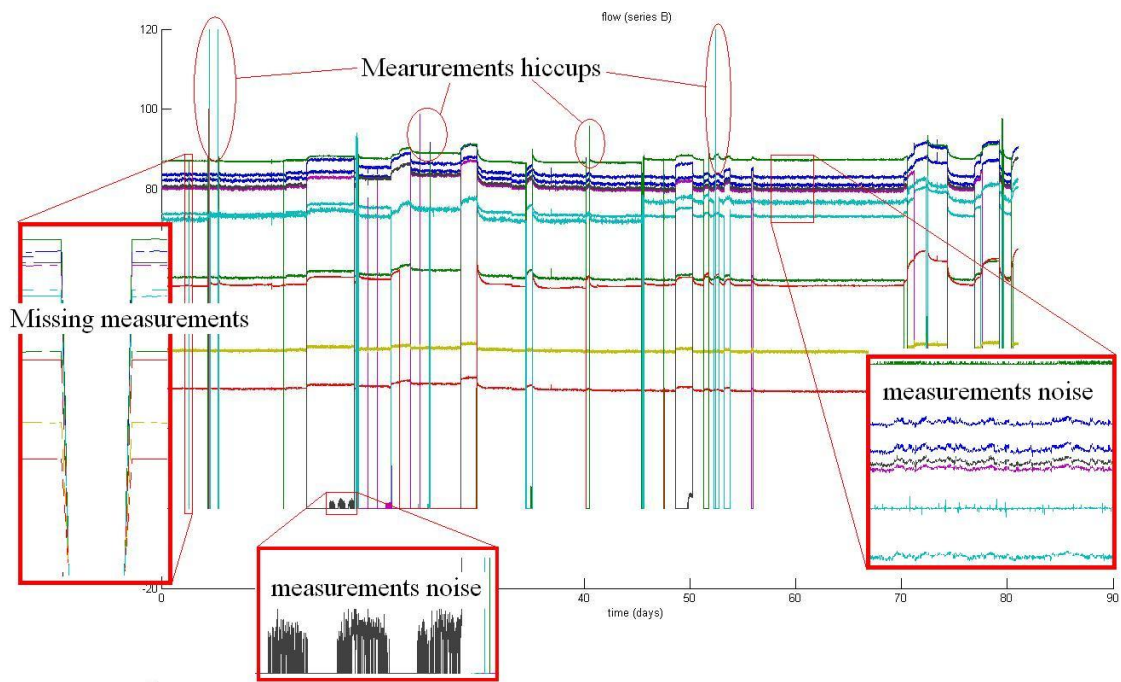 flow (series B)
120
Mearurements hiccups
100
80
Missing measurements
measurements noise
measurements noise
-20
0
40
50
60
70
80
90
time (days)